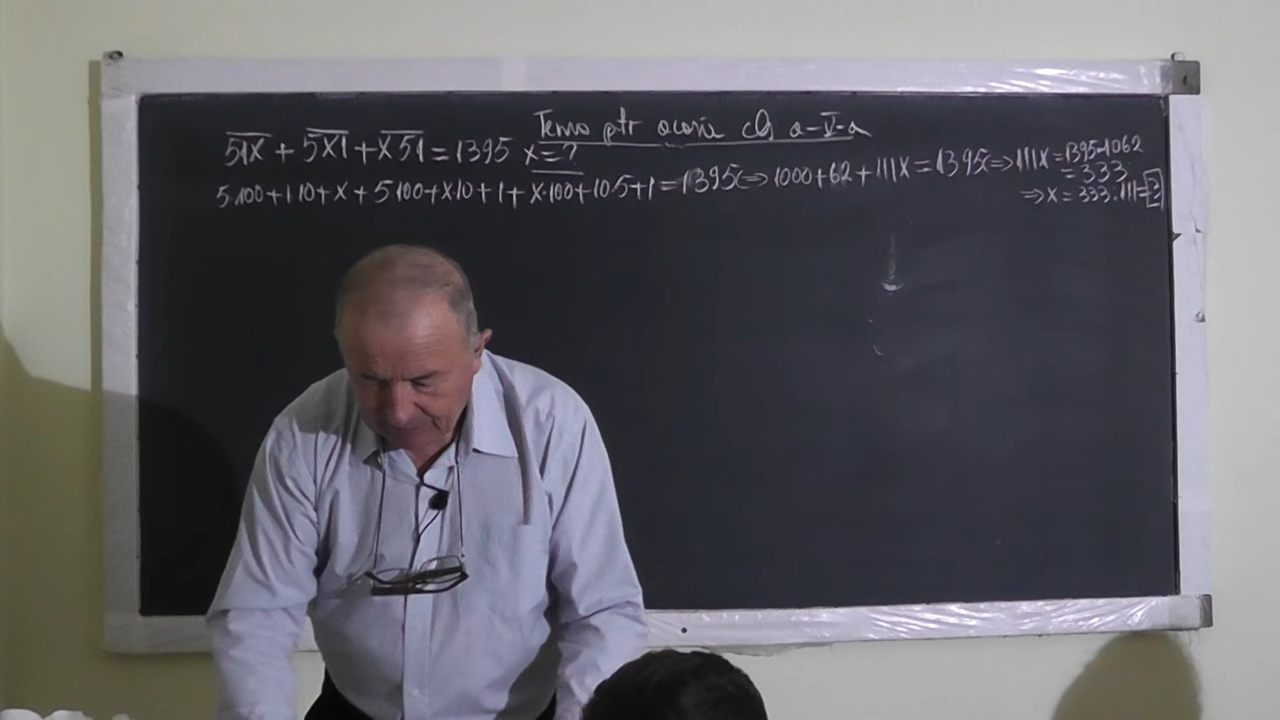 Temă ptr acasă cls a-V-a
51x + 5x1 + x51 = 1395 x=?
5·100+1·10+x+5·100+x·10+1+x·100+10·5+1=1395<=>1000+62+111x=1395<=>111x=1395-1062
=333
=>x=333:111=3